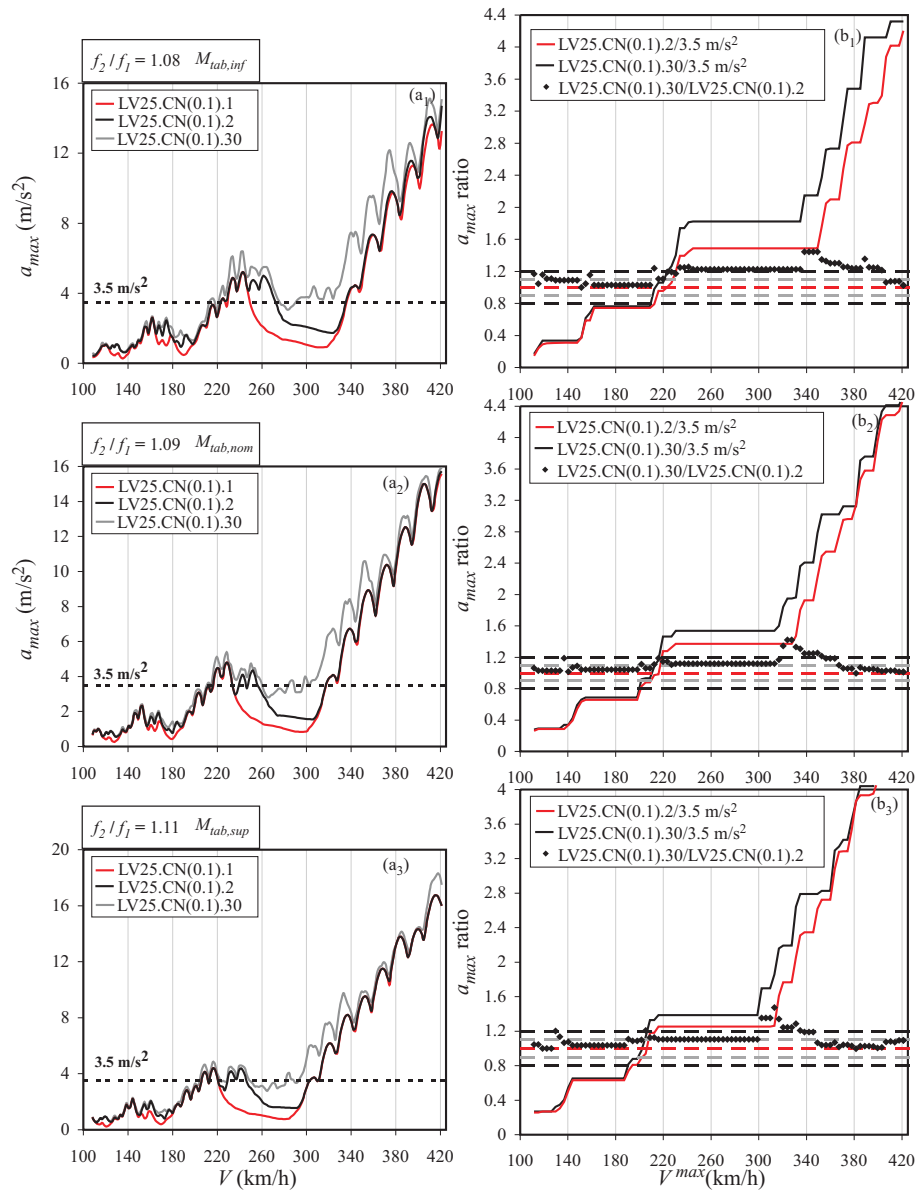 f2 / f1 = 1.08 Mtab,inf
LV25.CN(0.1).1
LV25.CN(0.1).2
LV25.CN(0.1).30
(a1)
16
12
8
4
0
amax (m/s²)
3.5 m/s²
100 140 180 220 260 300 340 380 420
LV25.CN(0.1).2/3.5 m/s²
LV25.CN(0.1).30/3.5 m/s²
LV25.CN(0.1).30/LV25.CN(0.1).2
(b1)
4.4
4
3.6
3.2
2.8
2.4
2
1.6
1.2
0.8
0.4
0
amax ratio
100 140 180 220 260 300 340 380 420
f2 / f1 = 1.09 Mtab,nom
LV25.CN(0.1).1
LV25.CN(0.1).2
LV25.CN(0.1).30
(a2)
16
14
12
10
8
6
4
2
0
amax (m/s²)
3.5 m/s²
100 140 180 220 260 300 340 380 420
LV25.CN(0.1).2/3.5 m/s²
LV25.CN(0.1).30/3.5 m/s²
LV25.CN(0.1).30/LV25.CN(0.1).2
(b2)
4.4
4
3.6
3.2
2.8
2.4
2
1.6
1.2
0.8
0.4
0
amax ratio
100 140 180 220 260 300 340 380 420
f2 / f1 = 1.11 Mtab,sup
LV25.CN(0.1).1
LV25.CN(0.1).2
LV25.CN(0.1).30
(a3)
20
16
12
8
4
0
amax (m/s²)
3.5 m/s²
100 140 180 220 260 300 340 380 420
V (km/h)
LV25.CN(0.1).2/3.5 m/s²
LV25.CN(0.1).30/3.5 m/s²
LV25.CN(0.1).30/LV25.CN(0.1).2
(b3)
4
3.6
3.2
2.8
2.4
2
1.6
1.2
0.8
0.4
0
amax ratio
100 140 180 220 260 300 340 380 420
Vmax (km/h)